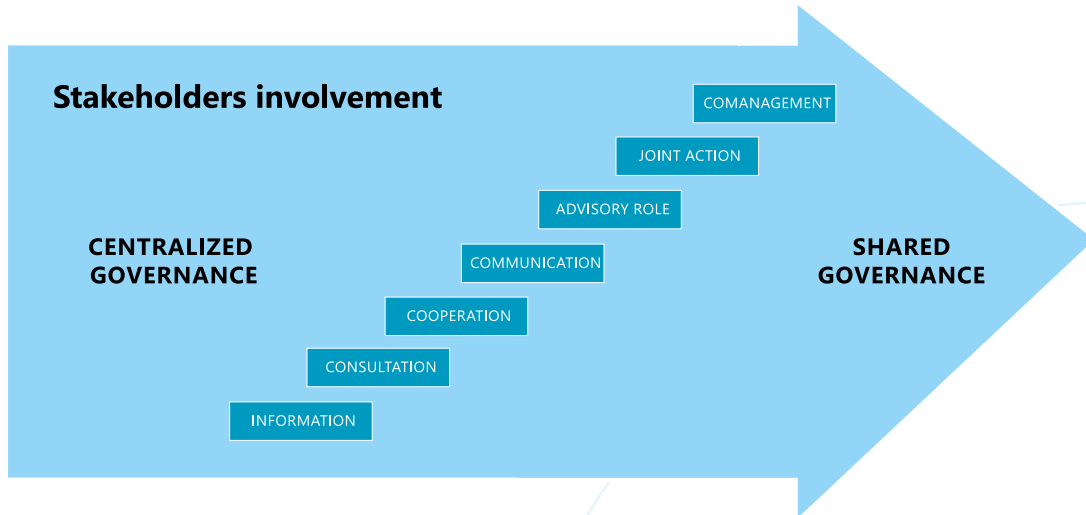 Stakeholders involvement
COMANAGEMENT
JOINT ACTION
ADVISORY ROLE
CENTRALIZED
GOVERNANCE
COMMUNICATION
SHARED
GOVERNANCE
COOPERATION
CONSULTATION
INFORMATION